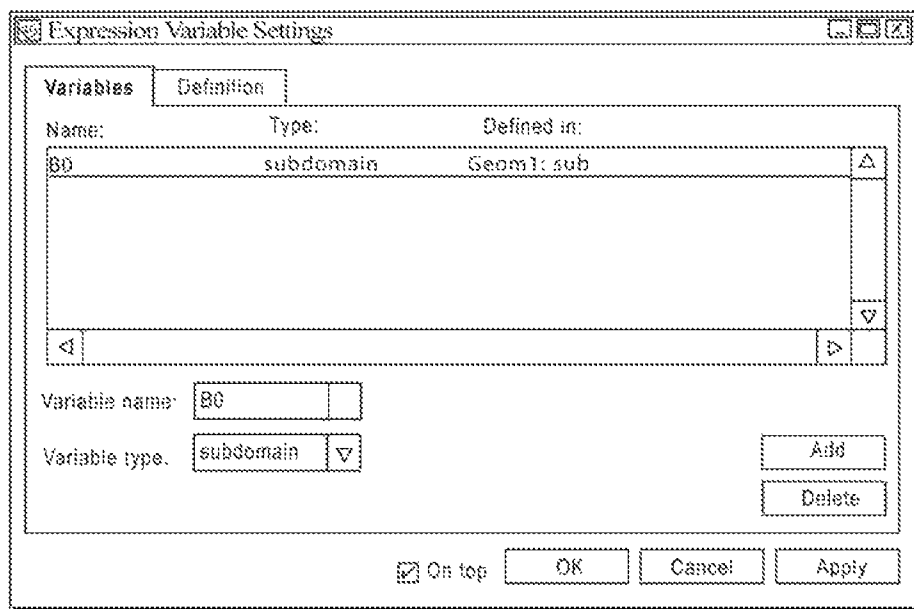 Expression Variable Settings
Variables Definition
Name: Type: Defined in:
B0 subdomain Geom1: sub
Variable name: B0
Variable type. subdomain
Add
Delete
On top OK Cancel Apply